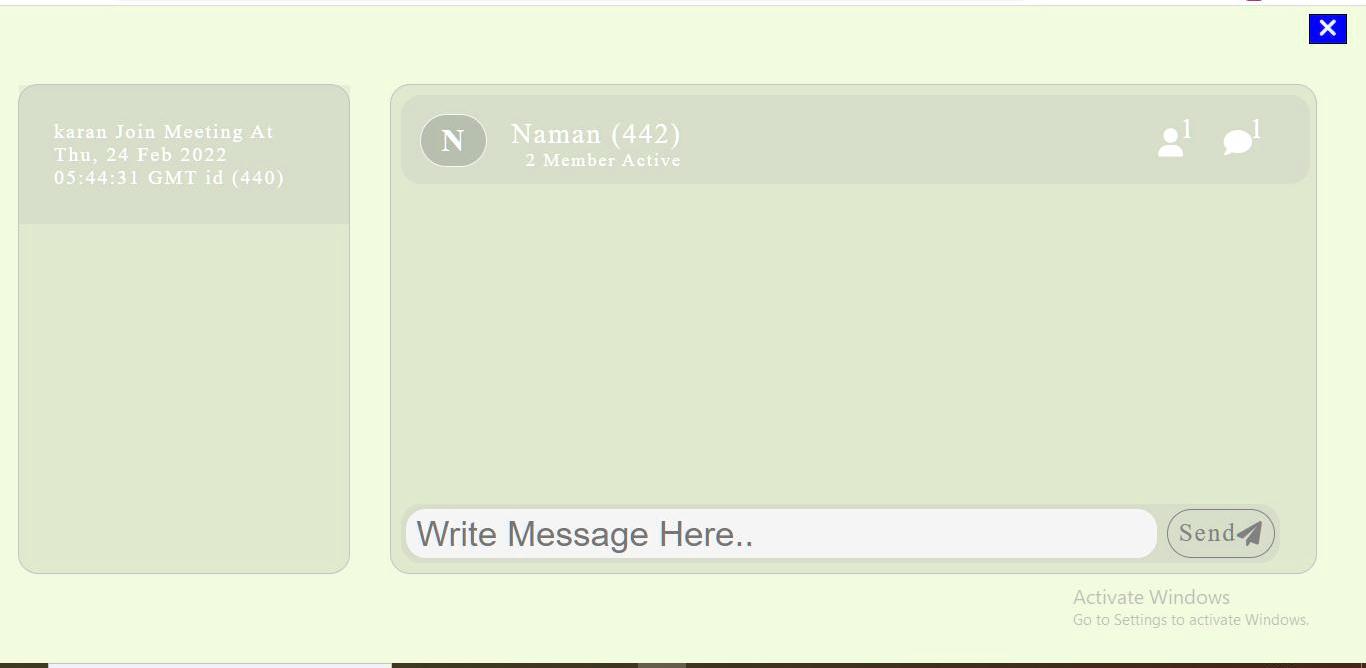 karan Join Meeting At
Thu, 24 Feb 2022
05:44:31 GMT id (440)
N
Naman (442)
2 Member Active
1
1
Write Message Here..
Send
Activate Windows
Go to Settings to activate Windows.